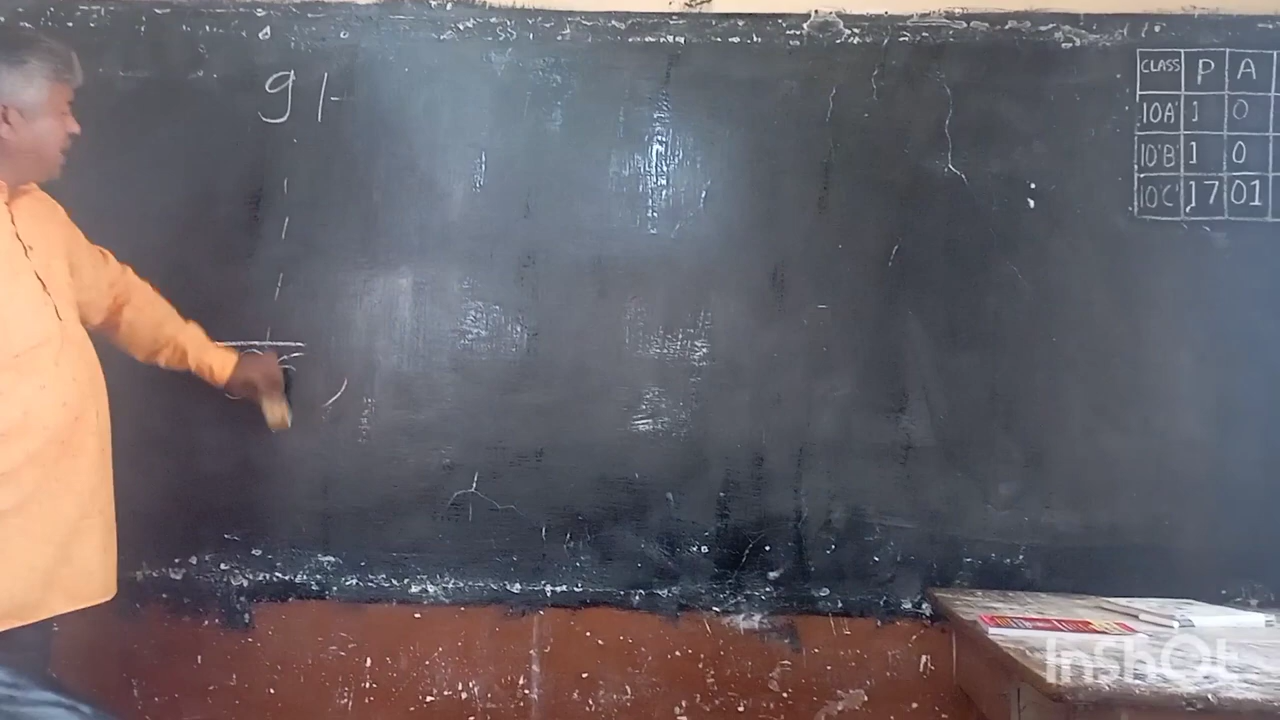 91-
CLASS P A
10'A' 1 0
10'B' 1 0
10'C' 17 01
InShOt